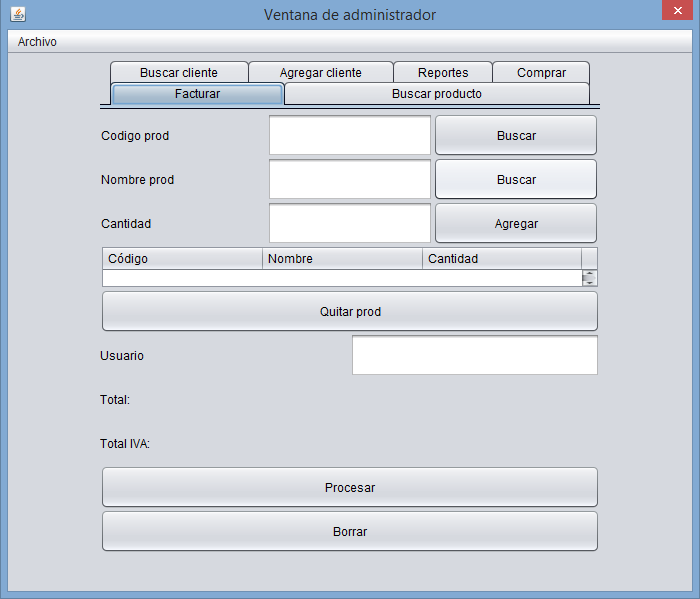 Ventana de administrador
Archivo
Buscar cliente Agregar cliente Reportes Comprar
Facturar Buscar producto
Codigo prod Buscar
Nombre prod Buscar
Cantidad Agregar
Código Nombre Cantidad
Quitar prod
Usuario
Total:
Total IVA:
Procesar
Borrar